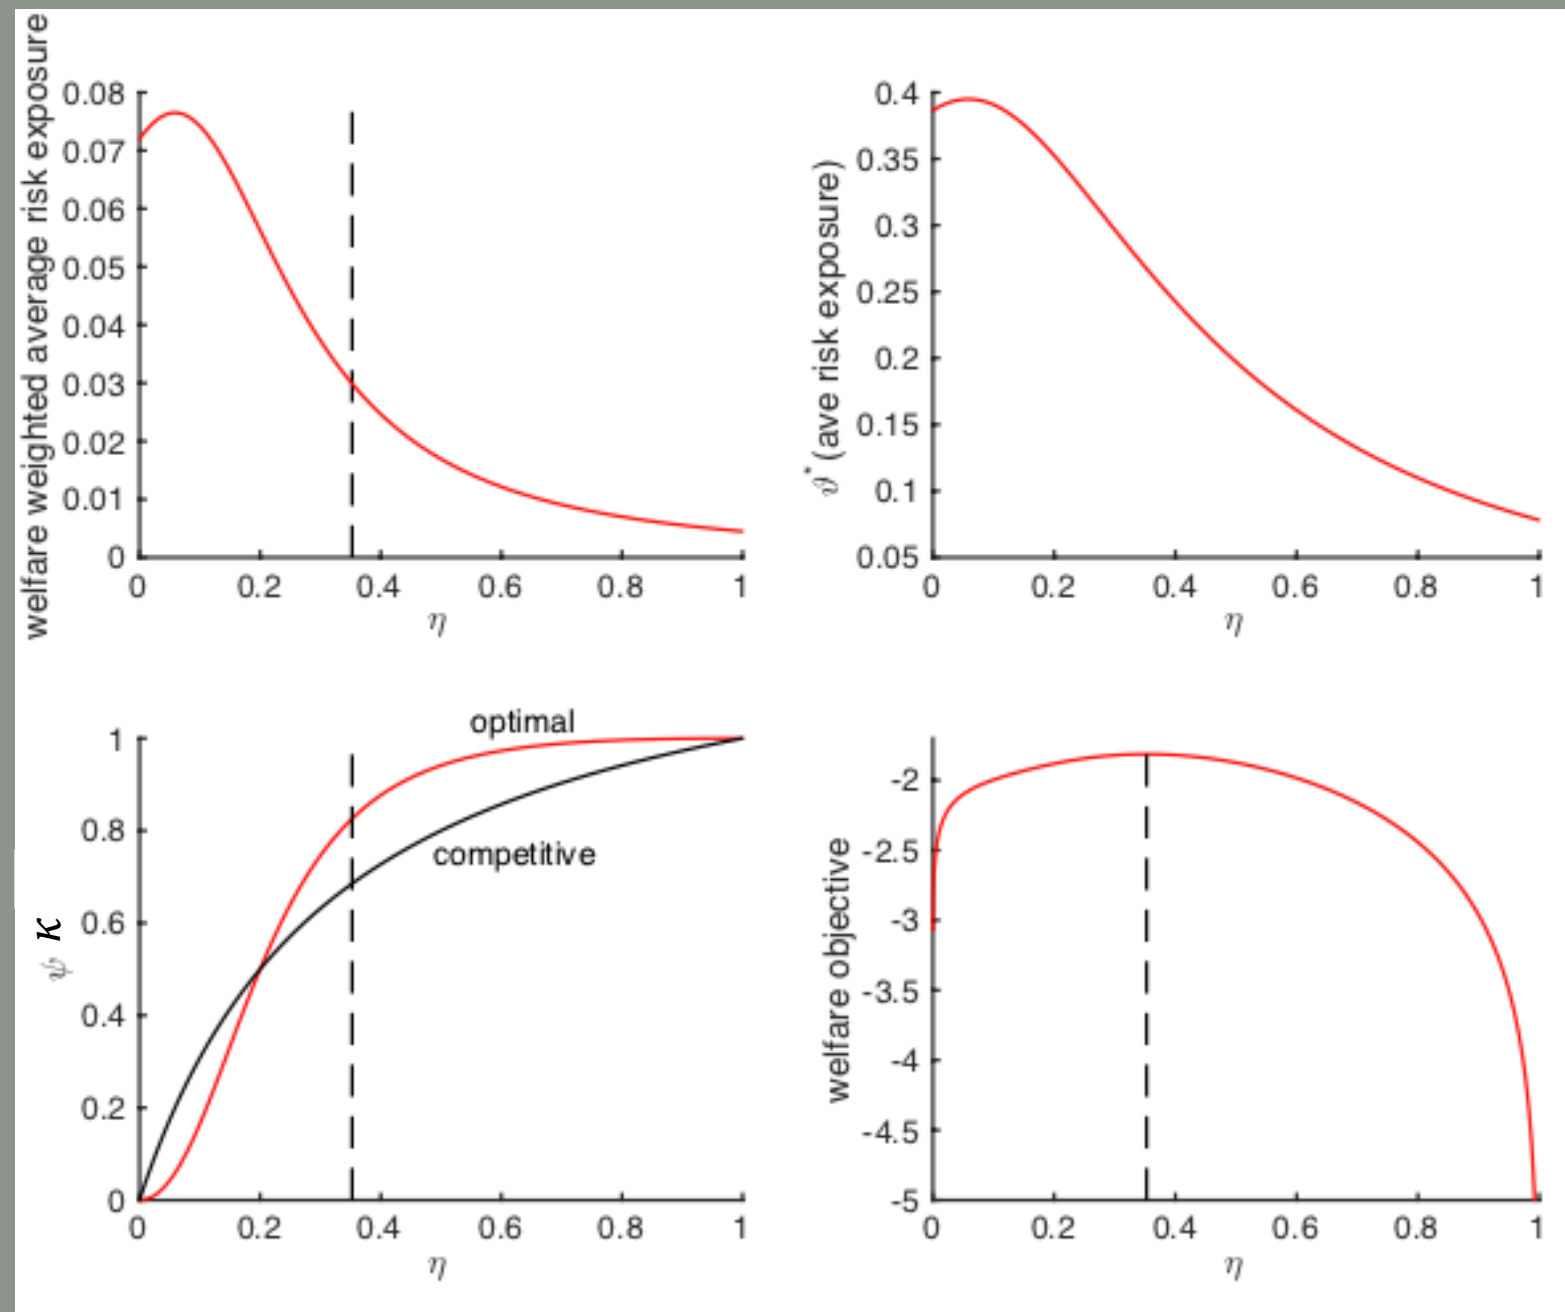 welfare weighted average risk exposure
0.08
0.07
0.06
0.05
0.04
0.03
0.02
0.01
0
0 0.2 0.4 0.6 0.8 1
η
ϑ* (ave risk exposure)
0.4
0.35
0.3
0.25
0.2
0.15
0.1
0.05
0 0.2 0.4 0.6 0.8 1
η
ψ κ
1
0.8
0.6
0.4
0.2
0
optimal
competitive
0 0.2 0.4 0.6 0.8 1
η
welfare objective
-2
-2.5
-3
-3.5
-4
-4.5
-5
0 0.2 0.4 0.6 0.8 1
η